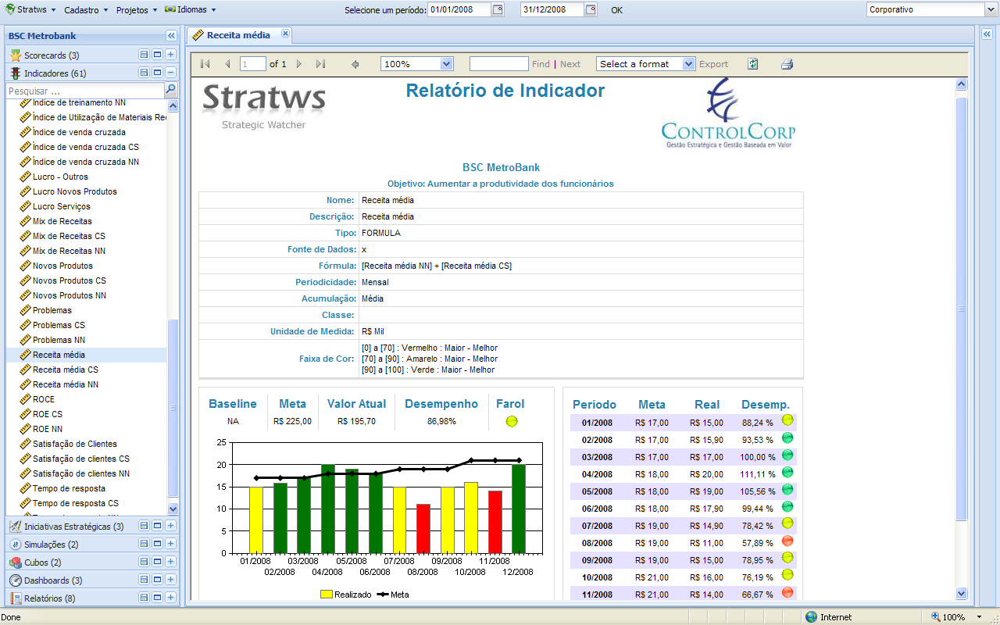 Stratws Cadastro Projetos Idiomas Selecione um período: 01/01/2008 31/12/2008 OK Corporativo
BSC Metrobank
Scorecards (3)
Indicadores (61)
Pesquisar ...
Índice de treinamento NN
Índice de Utilização de Materiais Rec
Índice de venda cruzada
Índice de venda cruzada CS
Índice de venda cruzada NN
Lucro - Outros
Lucro Novos Produtos
Lucro Serviços
Mix de Receitas
Mix de Receitas CS
Mix de Receitas NN
Novos Produtos
Novos Produtos CS
Novos Produtos NN
Problemas
Problemas CS
Problemas NN
Receita média
Receita média CS
Receita média NN
ROCE
ROE CS
ROE NN
Satisfação de Clientes
Satisfação de clientes CS
Satisfação de clientes NN
Tempo de resposta
Tempo de resposta CS
Iniciativas Estratégicas (3)
Simulações (2)
Cubos (2)
Dashboards (3)
Relatórios (8)
Receita média
1 of 1 100% Find | Next Select a format Export
Stratws
Strategic Watcher
Relatório de Indicador
CONTROLCORP
Gestão Estratégica e Gestão Baseada em Valor
BSC MetroBank
Objetivo: Aumentar a produtividade dos funcionários
Nome: Receita média
Descrição: Receita média
Tipo: FORMULA
Fonte de Dados: x
Fórmula: [Receita média NN] + [Receita média CS]
Periodicidade: Mensal
Acumulação: Média
Classe:
Unidade de Medida: R$ Mil
Faixa de Cor: [0] a [70] : Vermelho : Maior - Melhor
[70] a [90] : Amarelo : Maior - Melhor
[90] a [100] : Verde : Maior - Melhor
Baseline Meta Valor Atual Desempenho Farol
NA R$ 225,00 R$ 195,70 86,98%
25
20
15
10
5
0
01/2008 03/2008 05/2008 07/2008 09/2008 11/2008
02/2008 04/2008 06/2008 08/2008 10/2008 12/2008
Realizado Meta
Período Meta Real Desemp.
01/2008 R$ 17,00 R$ 15,00 88,24 %
02/2008 R$ 17,00 R$ 15,90 93,53 %
03/2008 R$ 17,00 R$ 17,00 100,00 %
04/2008 R$ 18,00 R$ 20,00 111,11 %
05/2008 R$ 18,00 R$ 19,00 105,56 %
06/2008 R$ 18,00 R$ 17,90 99,44 %
07/2008 R$ 19,00 R$ 14,90 78,42 %
08/2008 R$ 19,00 R$ 11,00 57,89 %
09/2008 R$ 19,00 R$ 15,00 78,95 %
10/2008 R$ 21,00 R$ 16,00 76,19 %
11/2008 R$ 21,00 R$ 14,00 66,67 %
Done Internet 100%